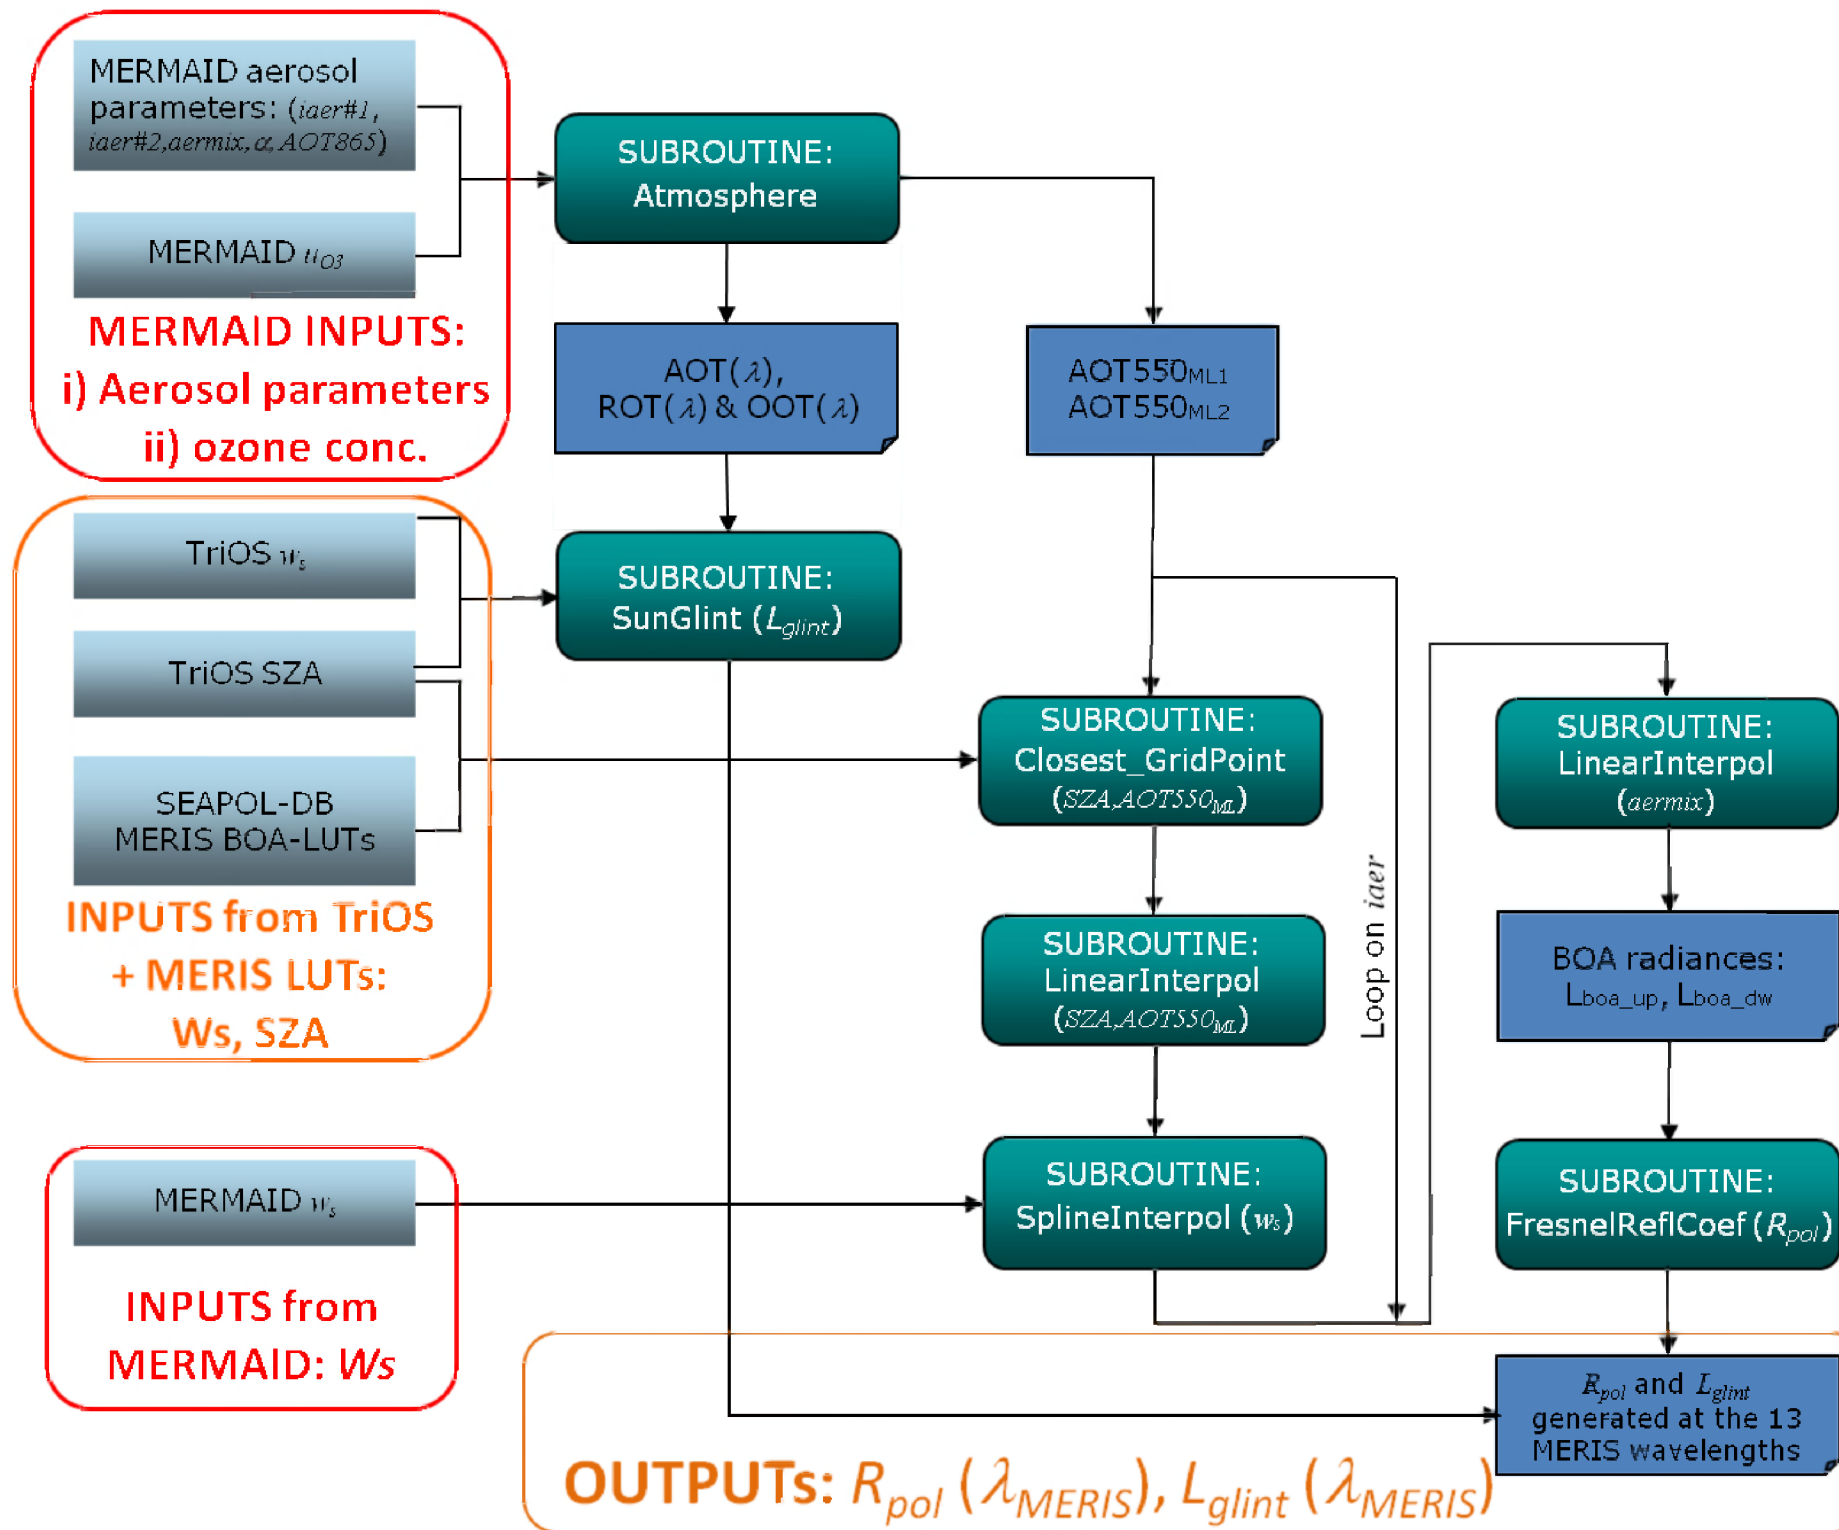 MERMAID aerosol
parameters: (iaer#1,
iaer#2,aermix,α,AOT865)
MERMAID uO3
MERMAID INPUTS:
i) Aerosol parameters
ii) ozone conc.
SUBROUTINE:
Atmosphere
AOT(λ),
ROT(λ) & OOT(λ)
AOT550ML1
AOT550ML2
TriOS ws
TriOS SZA
SEAPOL-DB
MERIS BOA-LUTs
INPUTS from TriOS
+ MERIS LUTs:
Ws, SZA
SUBROUTINE:
SunGlint (Lglint)
SUBROUTINE:
Closest_GridPoint
(SZA,AOT550ML)
SUBROUTINE:
LinearInterpol
(SZA,AOT550ML)
SUBROUTINE:
SplineInterpol (ws)
Loop on iaer
SUBROUTINE:
LinearInterpol
(aermix)
BOA radiances:
Lboa_up, Lboa_dw
SUBROUTINE:
FresnelReflCoef (Rpol)
MERMAID ws
INPUTS from
MERMAID: Ws
Rpol and Lglint
generated at the 13
MERIS wavelengths
OUTPUTs: Rpol (λMERIS), Lglint (λMERIS)